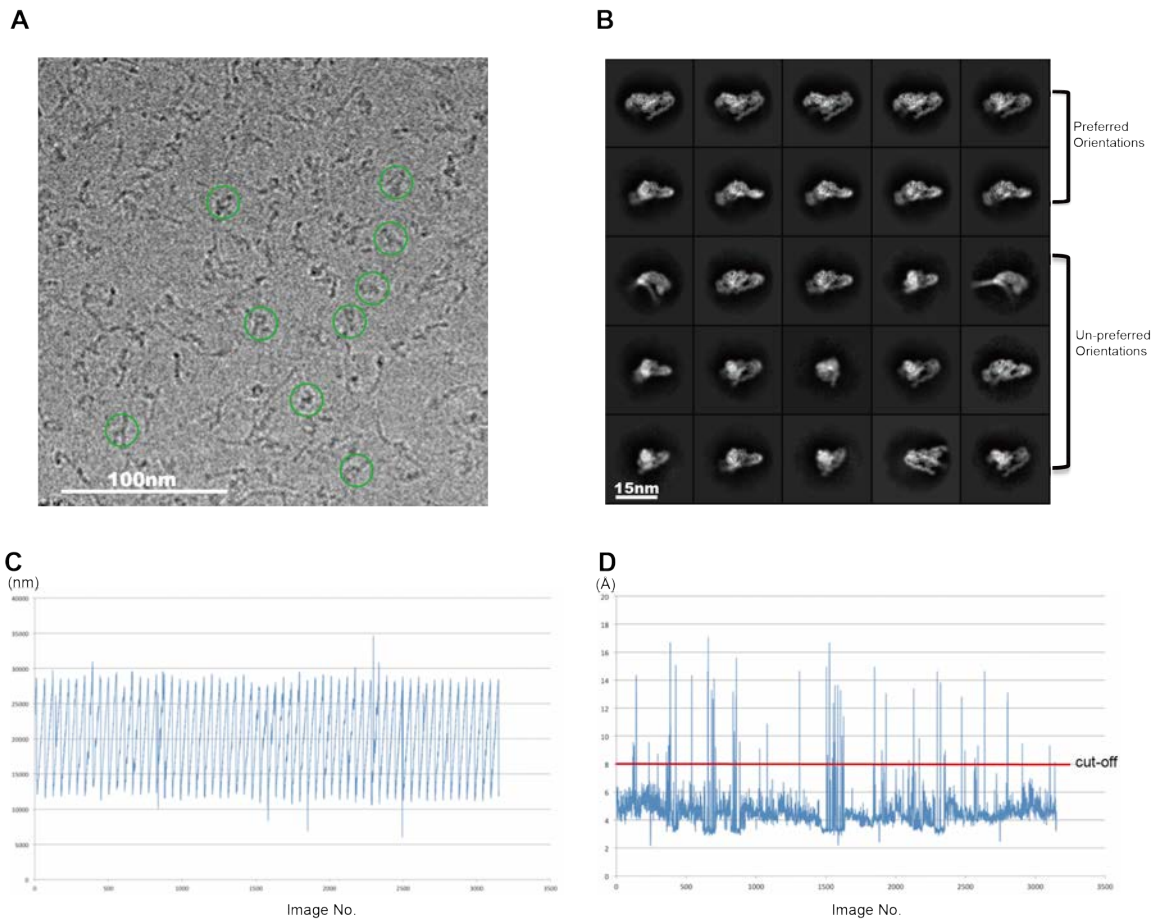 A
B
100nm
Preferred
Orientations
Un-preferred
Orientations
15nm
C
(nm)
40000
35000
30000
25000
20000
15000
10000
5000
0
0 500 1000 1500 2000 2500 3000 3500
Image No.
D
(Å)
20
18
16
14
12
10
8
6
4
2
0
cut-off
0 500 1000 1500 2000 2500 3000 3500
Image No.